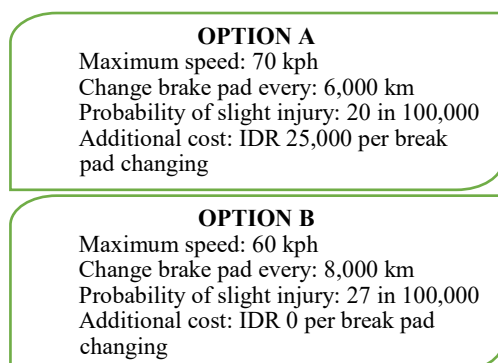 OPTION A
Maximum speed: 70 kph
Change brake pad every: 6,000 km
Probability of slight injury: 20 in 100,000
Additional cost: IDR 25,000 per break
pad changing
OPTION B
Maximum speed: 60 kph
Change brake pad every: 8,000 km
Probability of slight injury: 27 in 100,000
Additional cost: IDR 0 per break pad
changing